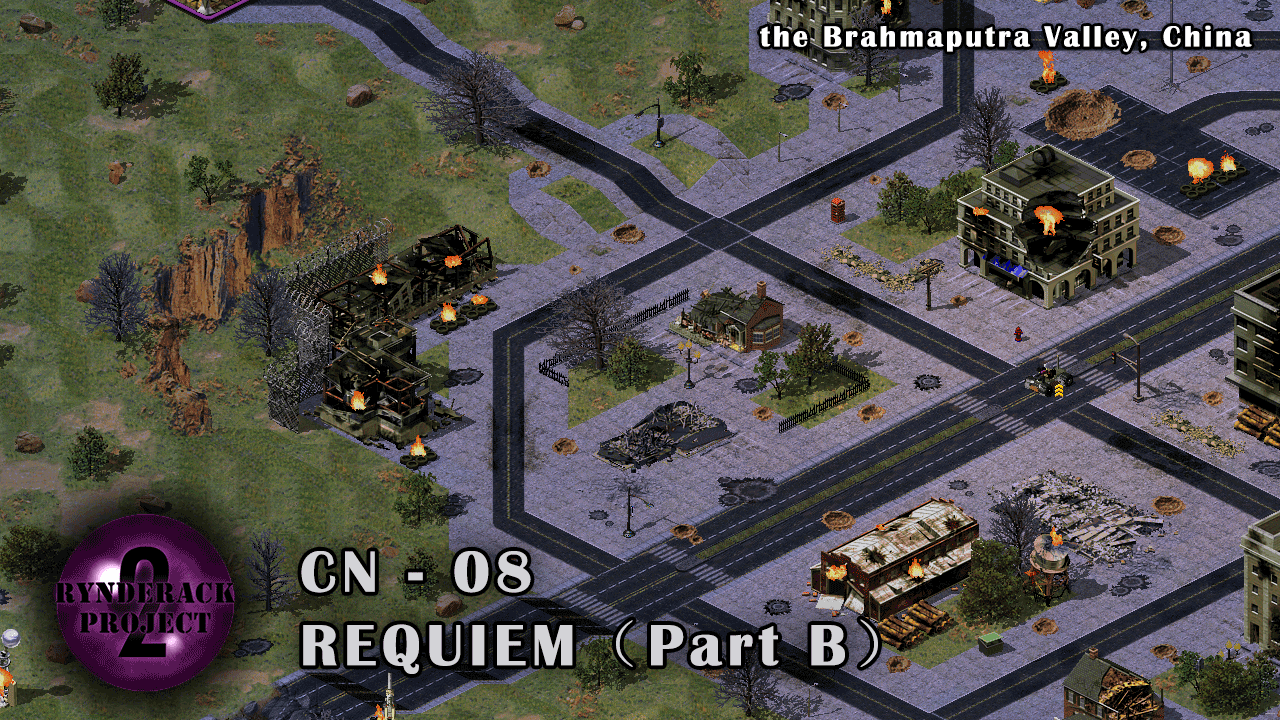 the Brahmaputra Valley, China
CN - 08
REQUIEM（Part B）
2
RYNDERACK
PROJECT